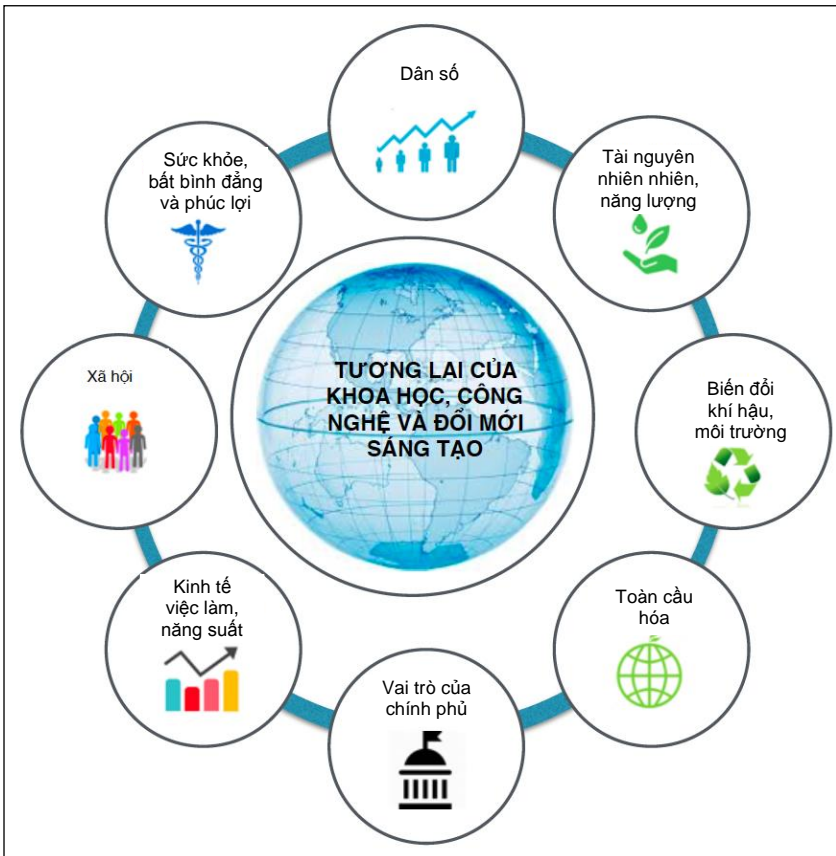 Dân số
Tài nguyên
nhiên nhiên,
năng lượng
Biến đổi
khí hậu,
môi trường
Toàn cầu
hóa
Vai trò của
chính phủ
Kinh tế
việc làm,
năng suất
Xã hội
Sức khỏe,
bất bình đẳng
và phúc lợi
TƯƠNG LAI CỦA
KHOA HỌC, CÔNG
NGHỆ VÀ ĐỔI MỚI
SÁNG TẠO